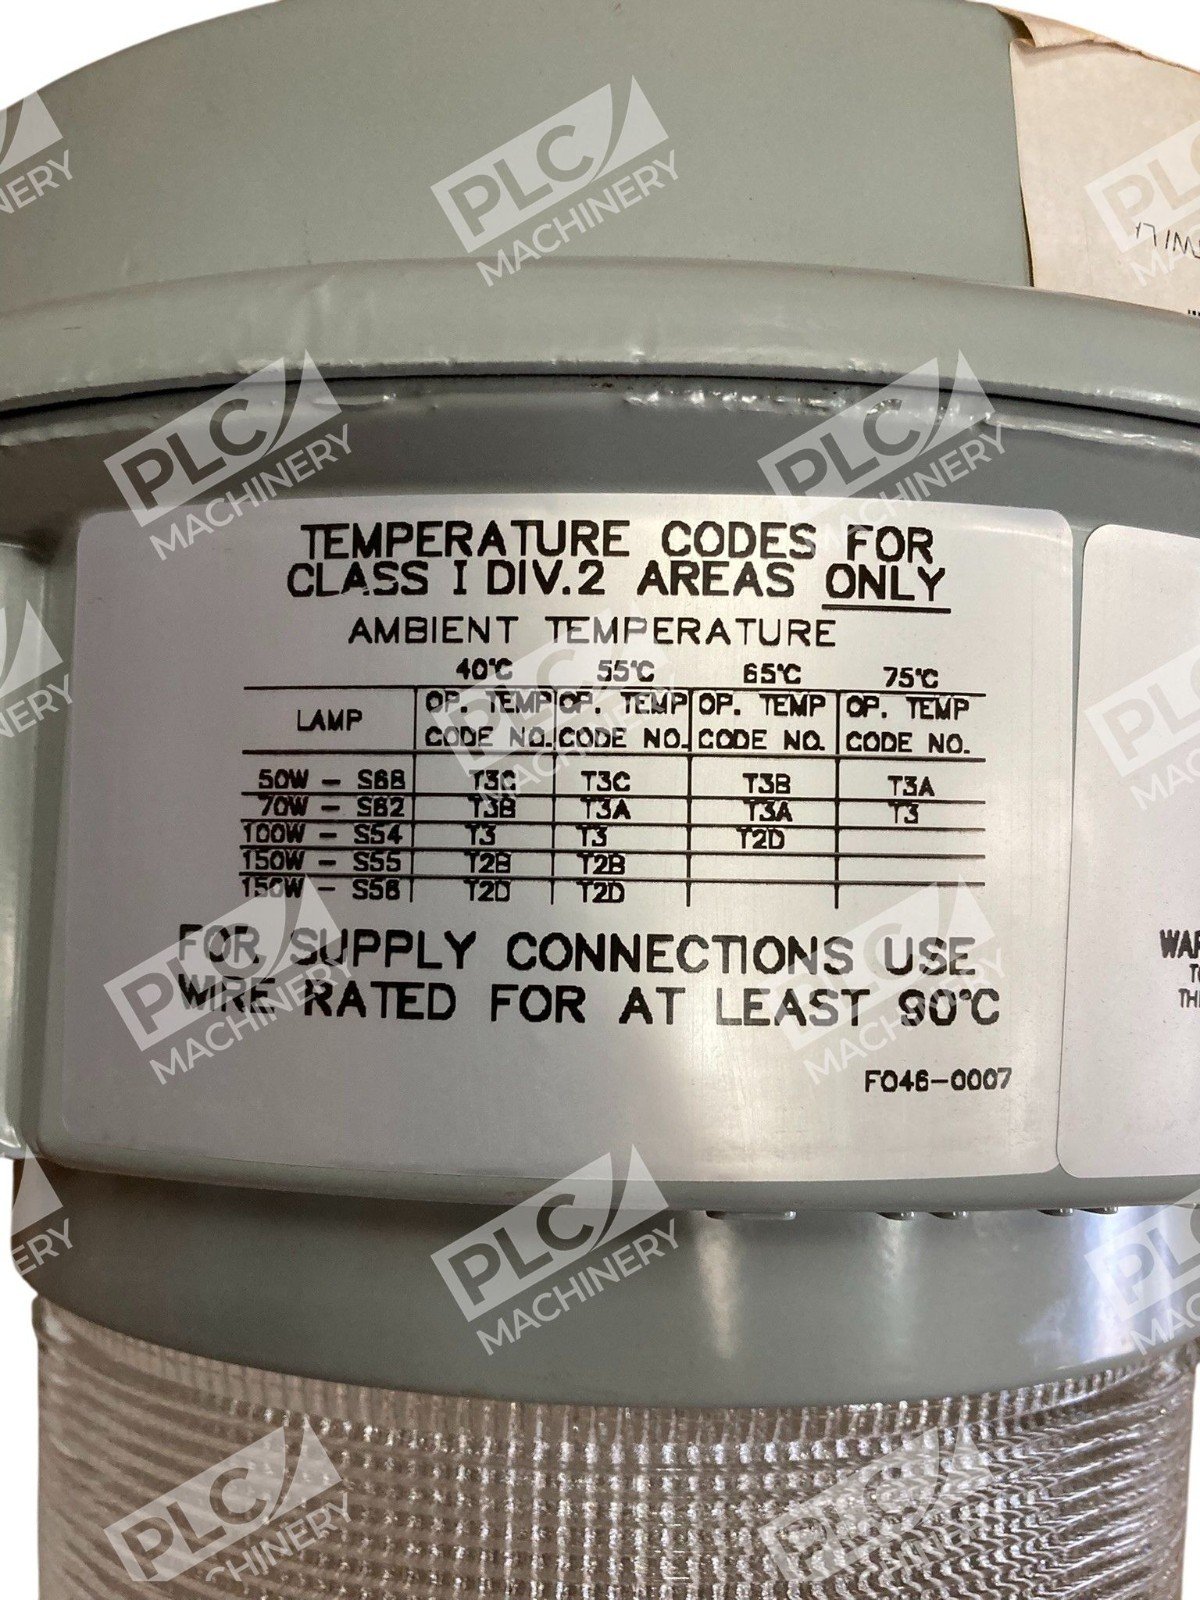 TEMPERATURE CODES FOR
CLASS I DIV.2 AREAS ONLY
AMBIENT TEMPERATURE
40°C 55°C 65°C 75°C
LAMP OP. TEMP CODE NO. OP. TEMP CODE NO. OP. TEMP CODE NO. OP. TEMP CODE NO.
50W - S68 T3C T3C T3B T3A
70W - S62 T3B T3A T3A T3
100W - S54 T3 T3 T2D
150W - S55 T2B T2B
150W - S56 T2D T2D
FOR SUPPLY CONNECTIONS USE
WIRE RATED FOR AT LEAST 90°C
F046-0007
PLC
MACHINERY